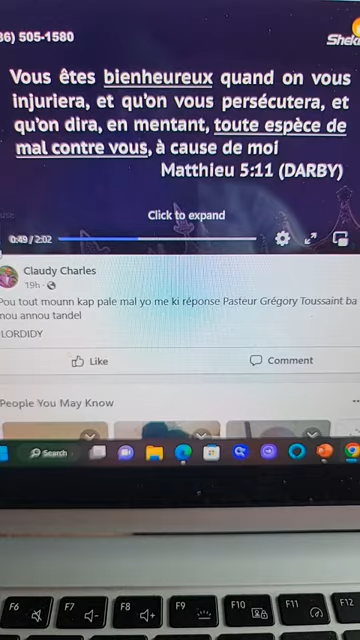 86) 505-1580
Shek
Vous êtes bienheureux quand on vous
injuriera, et qu'on vous persécutera, et
qu'on dira, en mentant, toute espèce de
mal contre vous, à cause de moi
Matthieu 5:11 (DARBY)
Click to expand
0:49 / 2:02
Claudy Charles
19h ·
Pou tout mounn kap pale mal yo me ki réponse Pasteur Grégory Toussaint ba
nou annou tandel
LORDIDY
Like
Comment
People You May Know
Search
F6
F7
F8
F9
F10
F11
F12